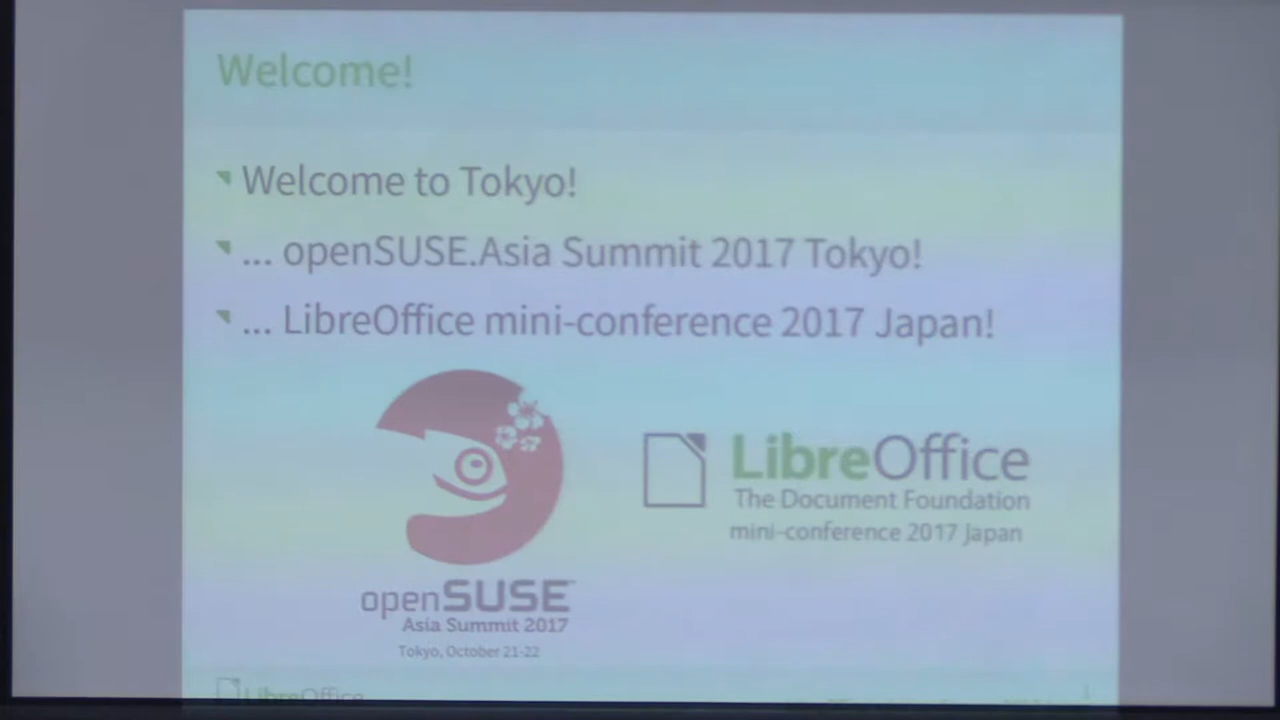 Welcome!
Welcome to Tokyo!
... openSUSE.Asia Summit 2017 Tokyo!
... LibreOffice mini-conference 2017 Japan!
LibreOffice
The Document Foundation
mini-conference 2017 Japan
openSUSE
Asia Summit 2017
Tokyo, October 21-22
LibreOffice